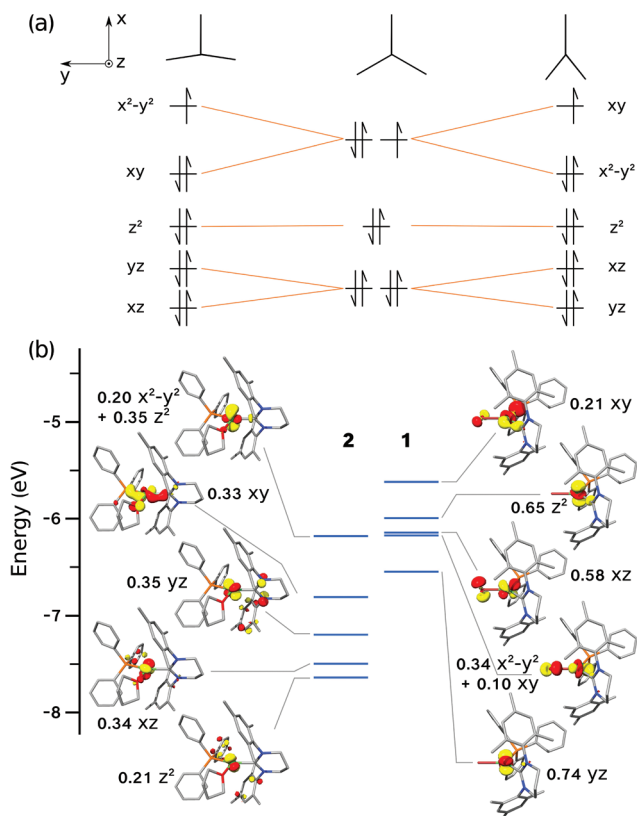 (a)
x
y
z
x²−y²
xy
xy
x²−y²
z²
z²
yz
xz
xz
yz
(b)
Energy (eV)
-5
-6
-7
-8
2
1
0.20 x²−y²
+ 0.35 z²
0.33 xy
0.35 yz
0.34 xz
0.21 z²
0.21 xy
0.65 z²
0.58 xz
0.34 x²−y²
+ 0.10 xy
0.74 yz